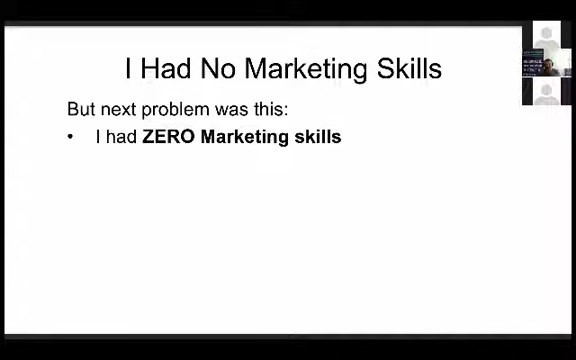 I Had No Marketing Skills
But next problem was this:
• I had ZERO Marketing skills